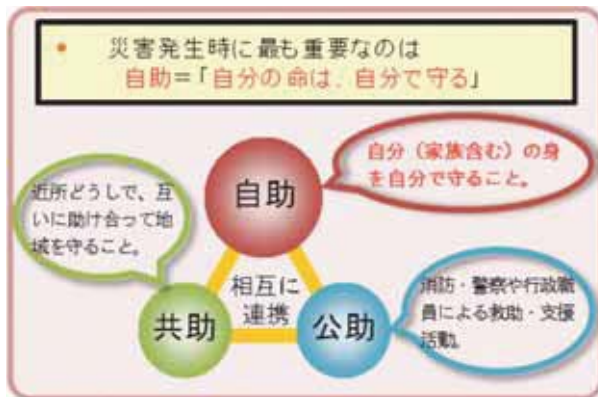 • 災害発生時に最も重要なのは
自助=「自分の命は、自分で守る」
自分（家族含む）の身
を自分で守ること。
自助
近所どうしで、互
いに助け合って地
域を守ること。
相互に
連携
共助
公助
消防・警察や行政職
員による救助・支援
活動。